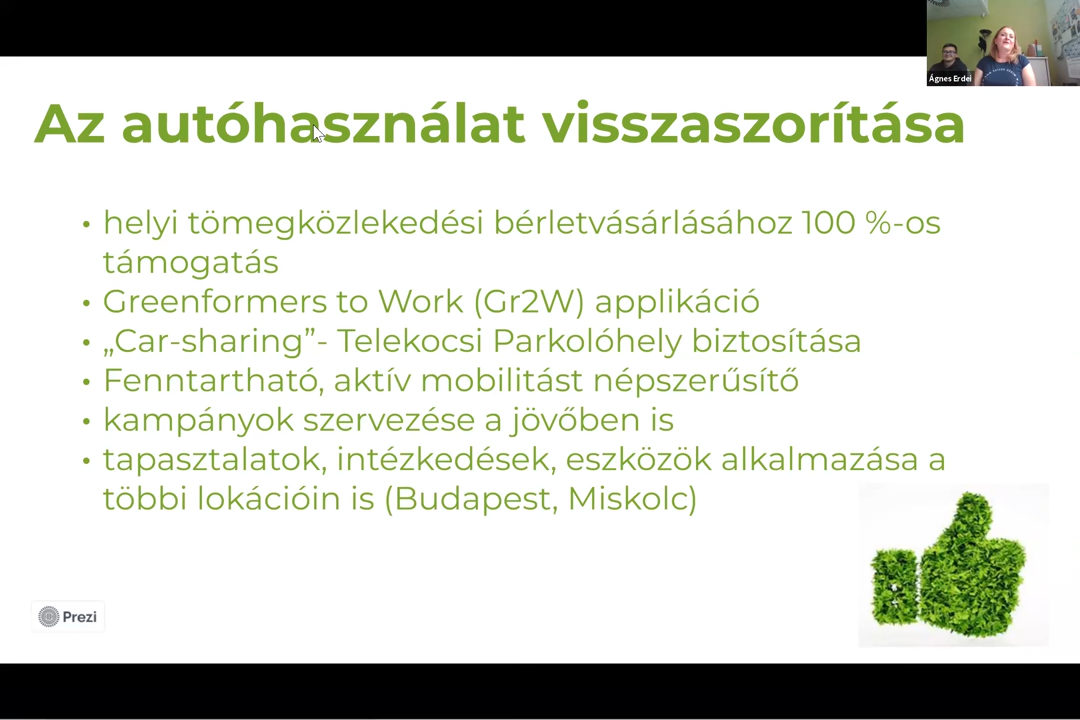 Ágnes Erdei
Az autóhasználat visszaszorítása
• helyi tömegközlekedési bérletvásárlásához 100 %-os
támogatás
• Greenformers to Work (Gr2W) applikáció
• „Car-sharing”- Telekocsi Parkolóhely biztosítása
• Fenntartható, aktív mobilitást népszerűsítő
• kampányok szervezése a jövőben is
• tapasztalatok, intézkedések, eszközök alkalmazása a
többi lokációin is (Budapest, Miskolc)
Prezi